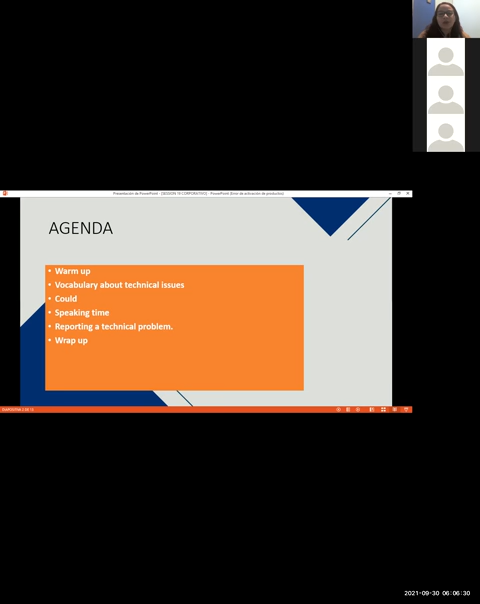 Presentación de PowerPoint - [SESSION 19 CORPORATIVO] - PowerPoint (Error de activación de productos)
AGENDA
• Warm up
• Vocabulary about technical issues
• Could
• Speaking time
• Reporting a technical problem.
• Wrap up
2021-09-30 06:06:30